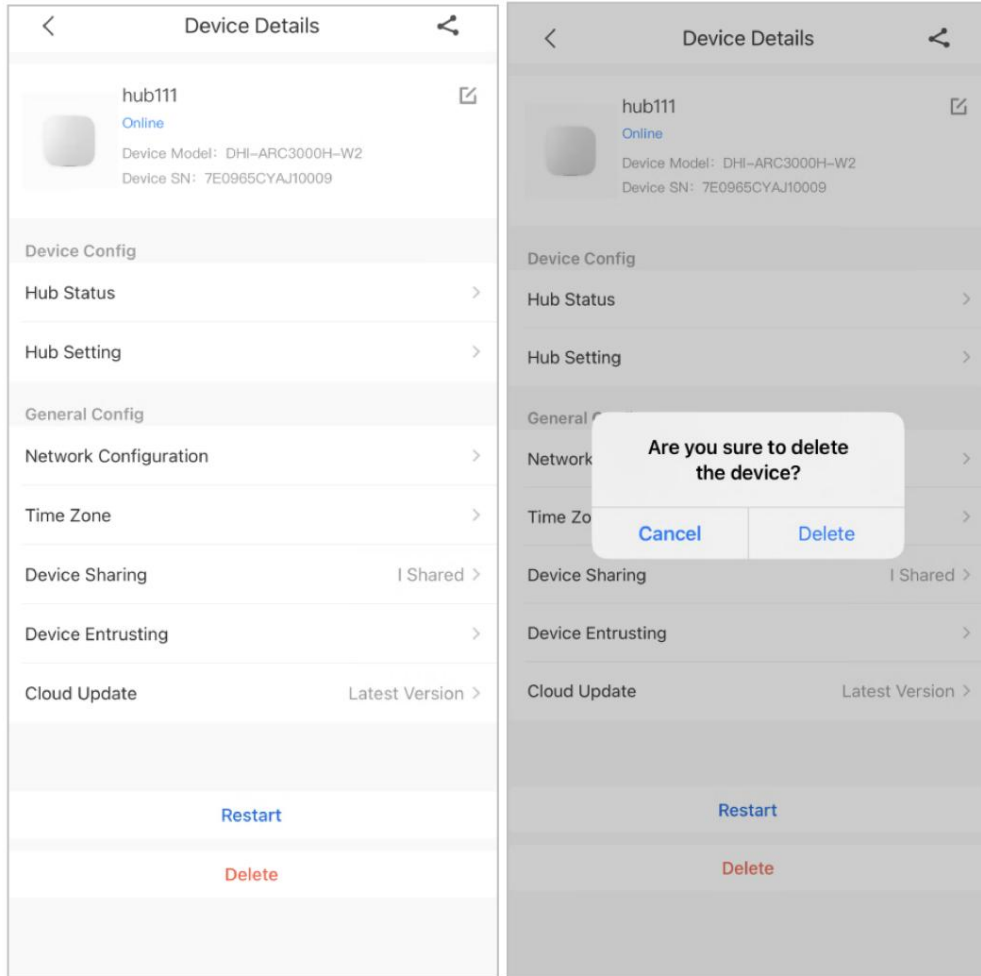 Device Details
hub111
Online
Device Model: DHI-ARC3000H-W2
Device SN: 7E0965CYAJ10009
Device Config
Hub Status
Hub Setting
General Config
Network Configuration
Time Zone
Device Sharing I Shared
Device Entrusting
Cloud Update Latest Version
Restart
Delete
Device Details
hub111
Online
Device Model: DHI-ARC3000H-W2
Device SN: 7E0965CYAJ10009
Device Config
Hub Status
Hub Setting
General
Are you sure to delete
the device?
Network
Time Zo
Cancel Delete
Device Sharing I Shared
Device Entrusting
Cloud Update Latest Version
Restart
Delete